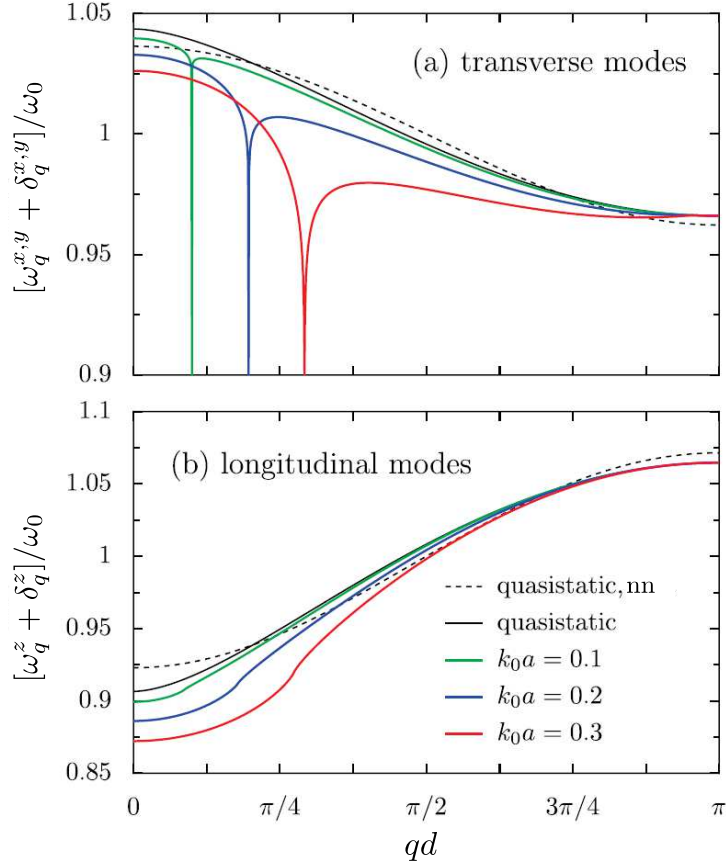 1.05
(a) transverse modes
1
0.95
0.9
[ω_q^{x,y} + δ_q^{x,y}]/ω_0
1.1
(b) longitudinal modes
1.05
1
0.95
0.9
0.85
[ω_q^z + δ_q^z]/ω_0
quasistatic, nn
quasistatic
k_0a = 0.1
k_0a = 0.2
k_0a = 0.3
0 π/4 π/2 3π/4 π
qd